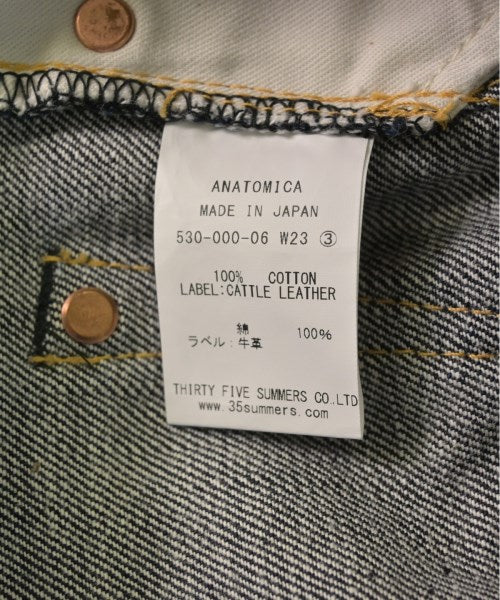 ANATOMICA
MADE IN JAPAN
530-000-06 W23 ③
100% COTTON
LABEL:CATTLE LEATHER
綿 100%
ラベル:牛革
THIRTY FIVE SUMMERS CO.,LTD
www.35summers.com